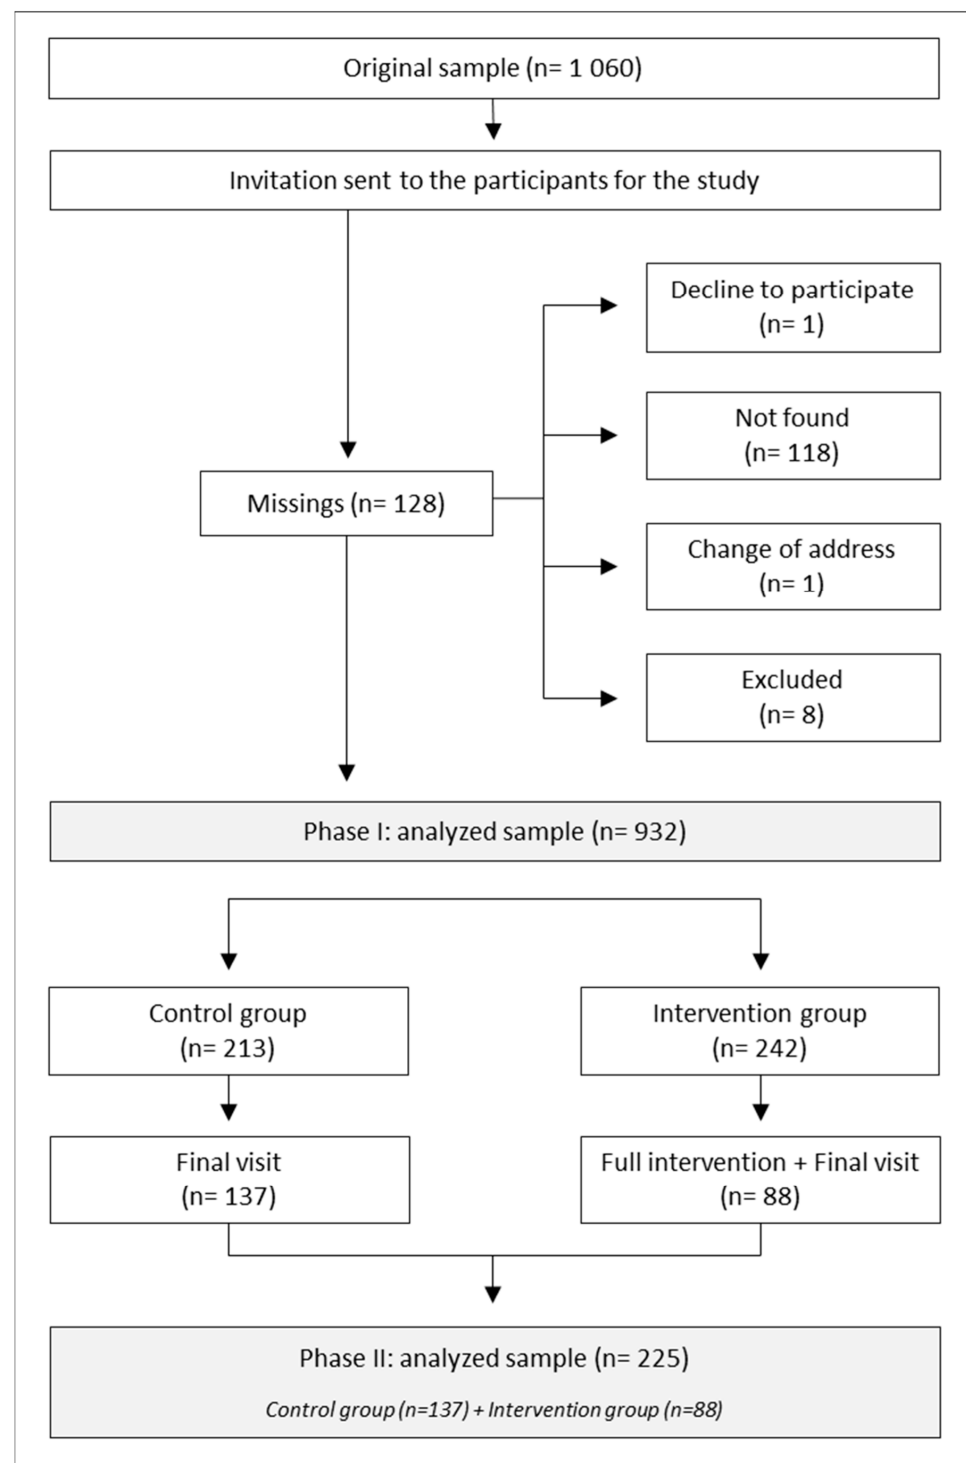 Original sample (n= 1 060)
Invitation sent to the participants for the study
Decline to participate
(n= 1)
Not found
(n= 118)
Missings (n= 128)
Change of address
(n= 1)
Excluded
(n= 8)
Phase I: analyzed sample (n= 932)
Control group
(n= 213)
Intervention group
(n= 242)
Final visit
(n= 137)
Full intervention + Final visit
(n= 88)
Phase II: analyzed sample (n= 225)
Control group (n=137) + Intervention group (n=88)